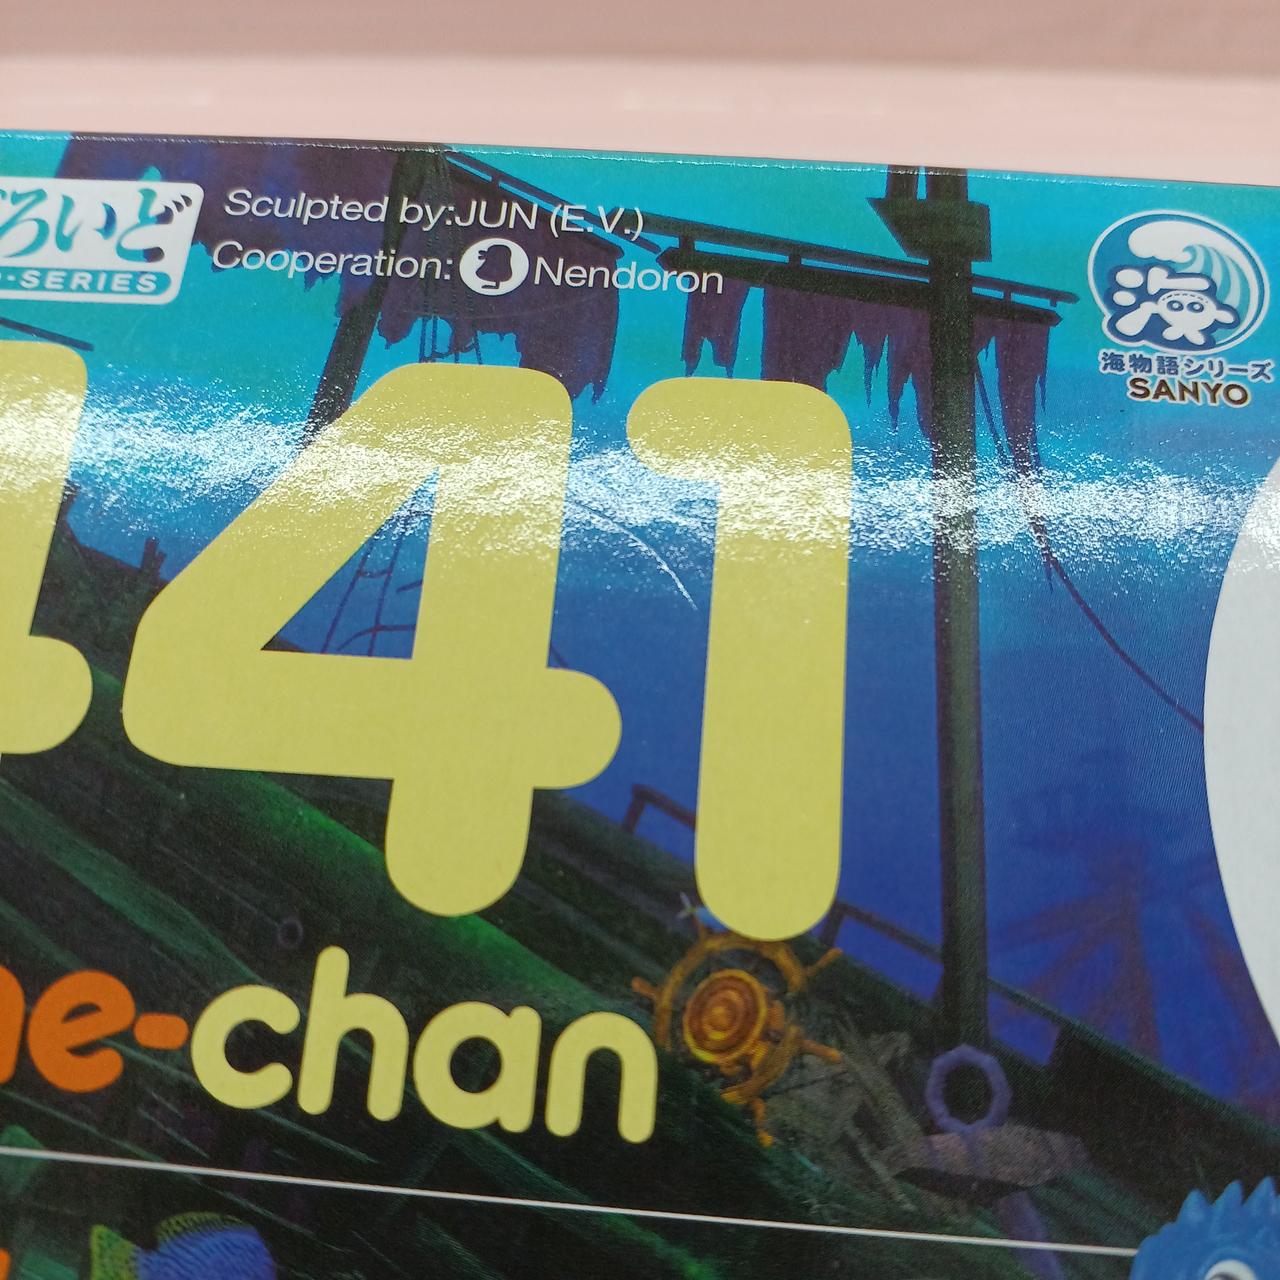 ろいど
SERIES
Sculpted by:JUN (E.V.)
Cooperation: Nendoron
海
海物語シリーズ
SANYO
41
e-chan